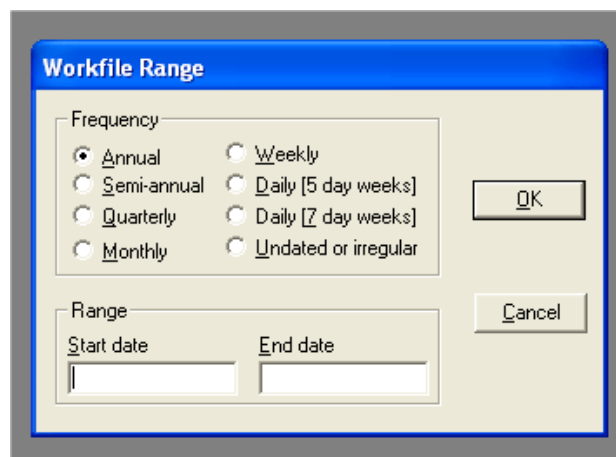 Workfile Range
Frequency
Annual
Weekly
Semi-annual
Daily [5 day weeks]
Quarterly
Daily [7 day weeks]
Monthly
Undated or irregular
OK
Range
Start date
End date
Cancel